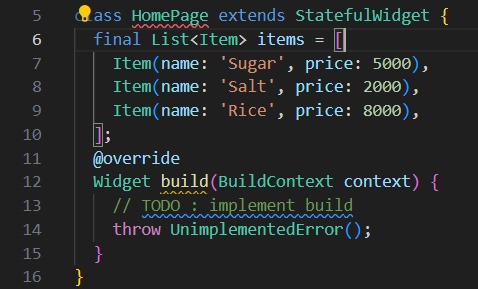 5 class HomePage extends StatefulWidget {
6 final List<Item> items = [
7 Item(name: 'Sugar', price: 5000),
8 Item(name: 'Salt', price: 2000),
9 Item(name: 'Rice', price: 8000),
10 ];
11 @override
12 Widget build(BuildContext context) {
13 // TODO : implement build
14 throw UnimplementedError();
15 }
16 }